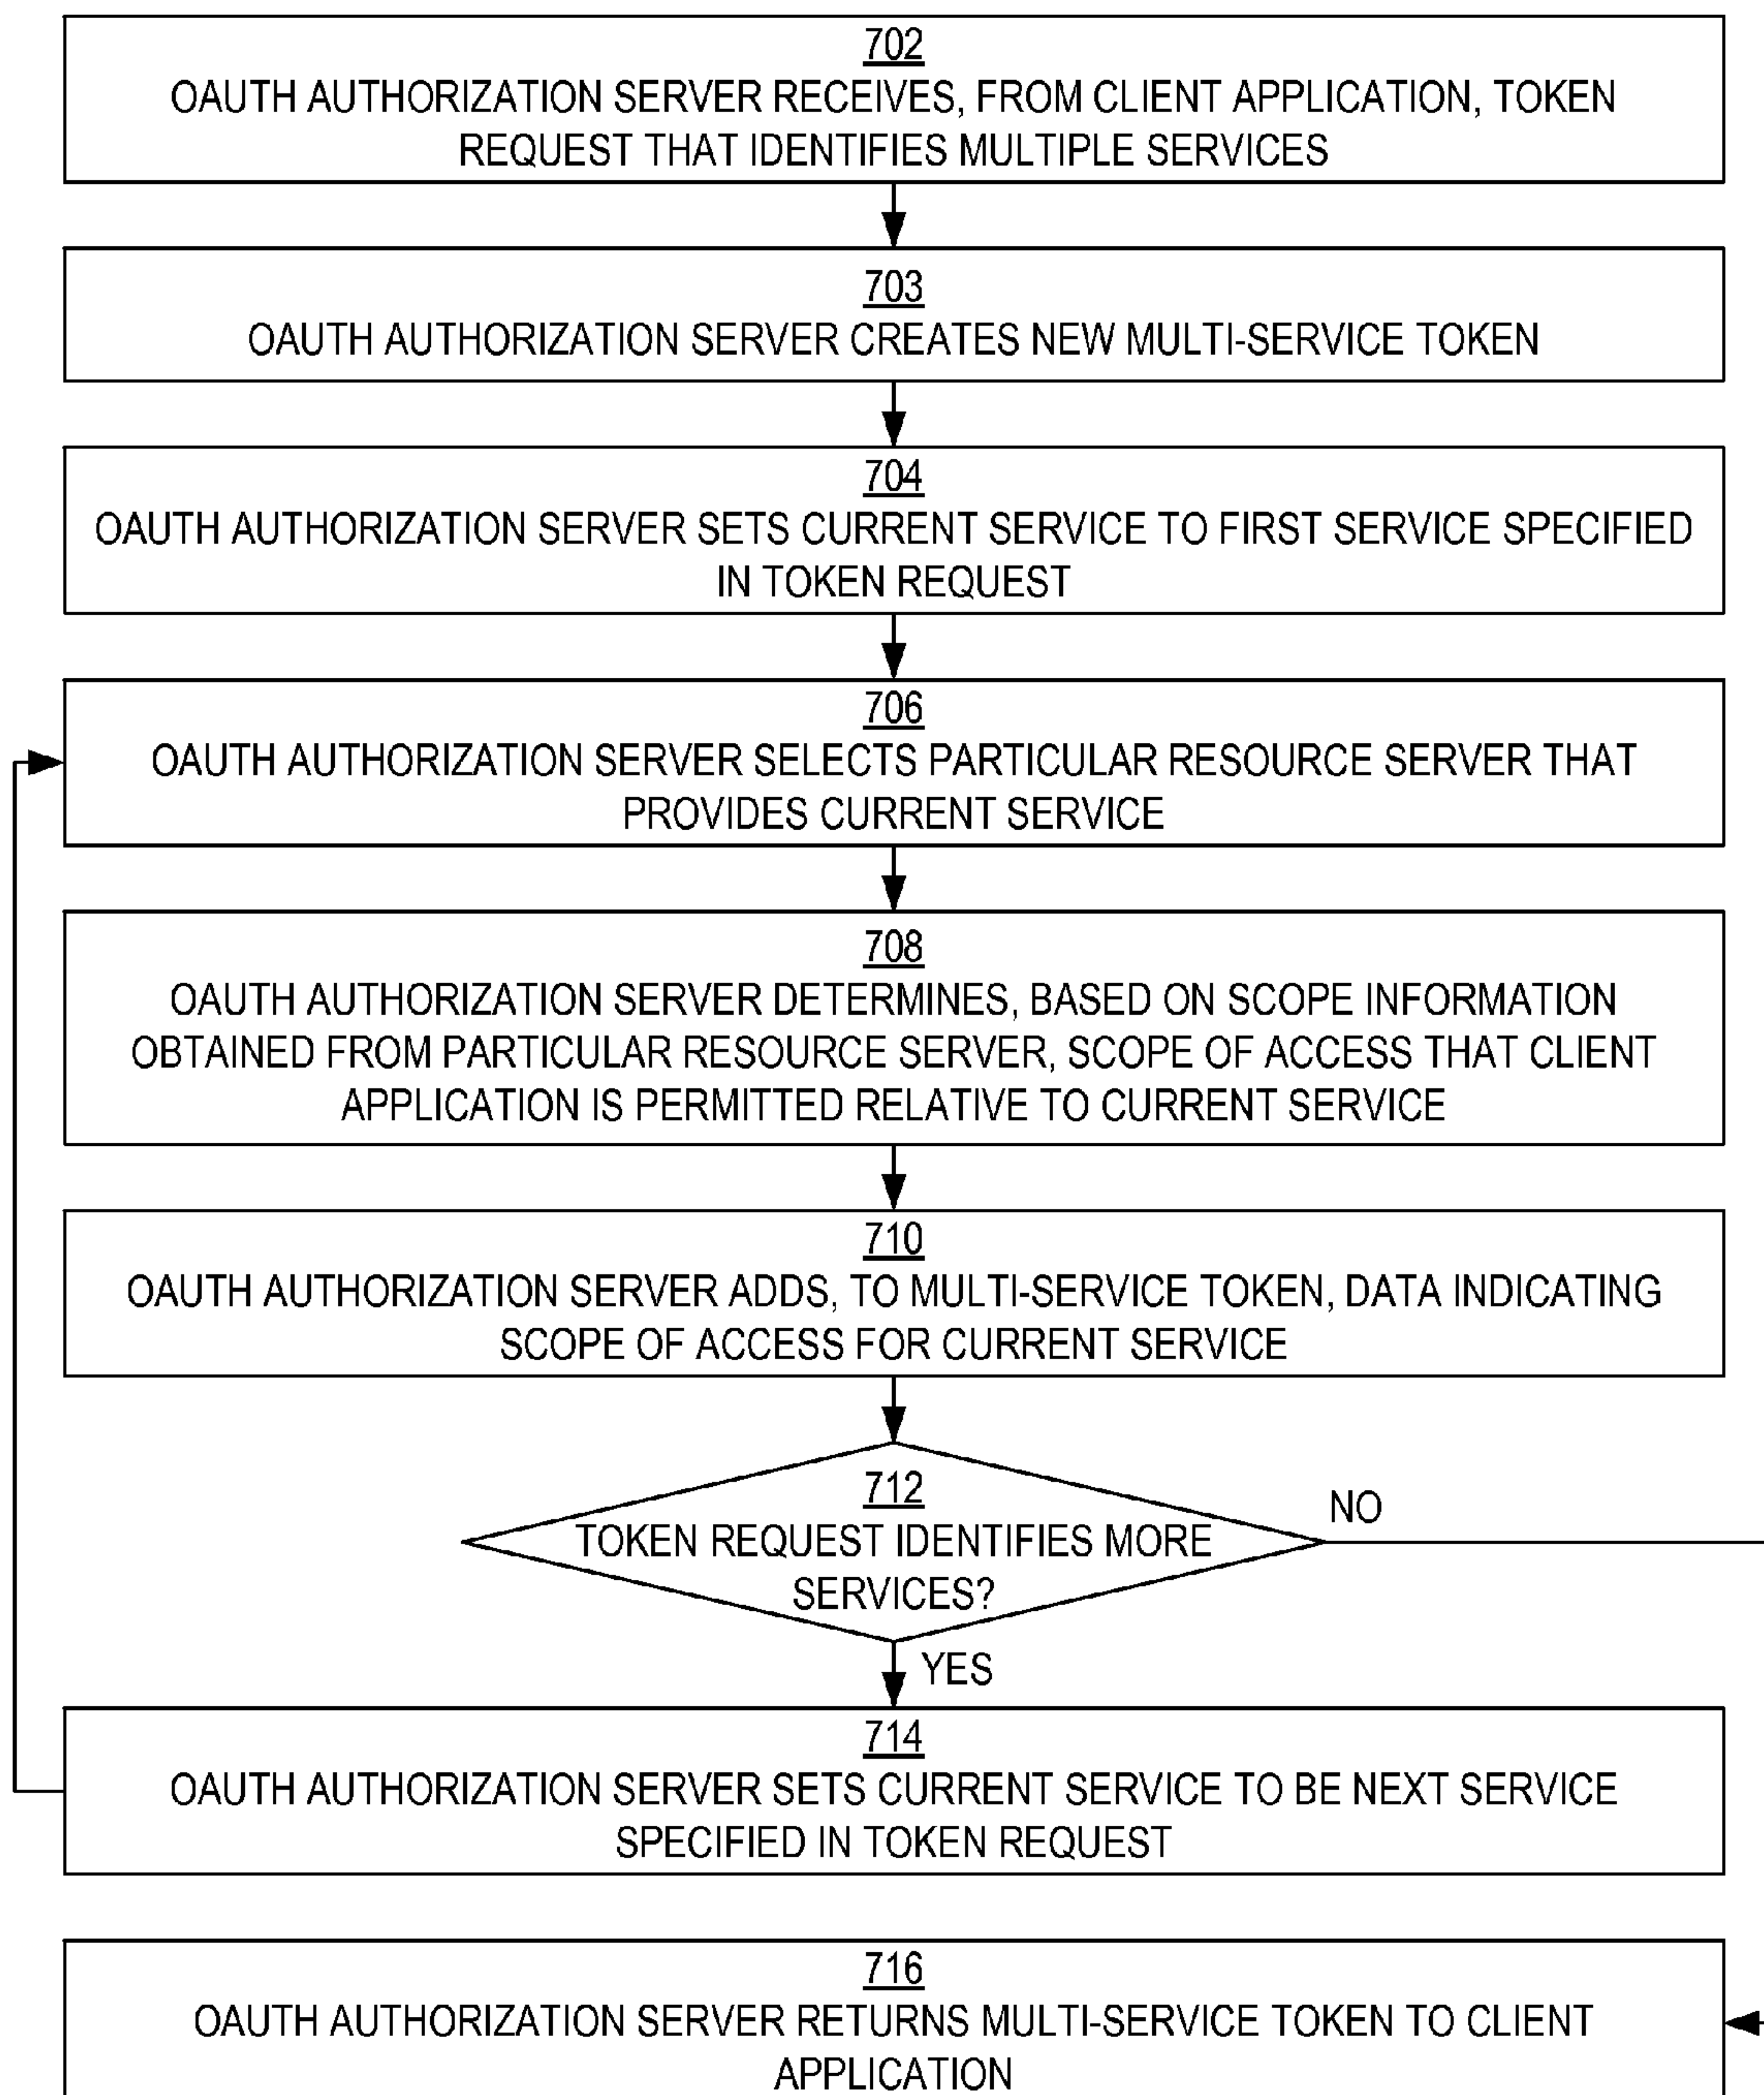 702
OAUTH AUTHORIZATION SERVER RECEIVES, FROM CLIENT APPLICATION, TOKEN
REQUEST THAT IDENTIFIES MULTIPLE SERVICES
703
OAUTH AUTHORIZATION SERVER CREATES NEW MULTI-SERVICE TOKEN
704
OAUTH AUTHORIZATION SERVER SETS CURRENT SERVICE TO FIRST SERVICE SPECIFIED
IN TOKEN REQUEST
706
OAUTH AUTHORIZATION SERVER SELECTS PARTICULAR RESOURCE SERVER THAT
PROVIDES CURRENT SERVICE
708
OAUTH AUTHORIZATION SERVER DETERMINES, BASED ON SCOPE INFORMATION
OBTAINED FROM PARTICULAR RESOURCE SERVER, SCOPE OF ACCESS THAT CLIENT
APPLICATION IS PERMITTED RELATIVE TO CURRENT SERVICE
710
OAUTH AUTHORIZATION SERVER ADDS, TO MULTI-SERVICE TOKEN, DATA INDICATING
SCOPE OF ACCESS FOR CURRENT SERVICE
712
TOKEN REQUEST IDENTIFIES MORE
SERVICES?
NO
YES
714
OAUTH AUTHORIZATION SERVER SETS CURRENT SERVICE TO BE NEXT SERVICE
SPECIFIED IN TOKEN REQUEST
716
OAUTH AUTHORIZATION SERVER RETURNS MULTI-SERVICE TOKEN TO CLIENT
APPLICATION